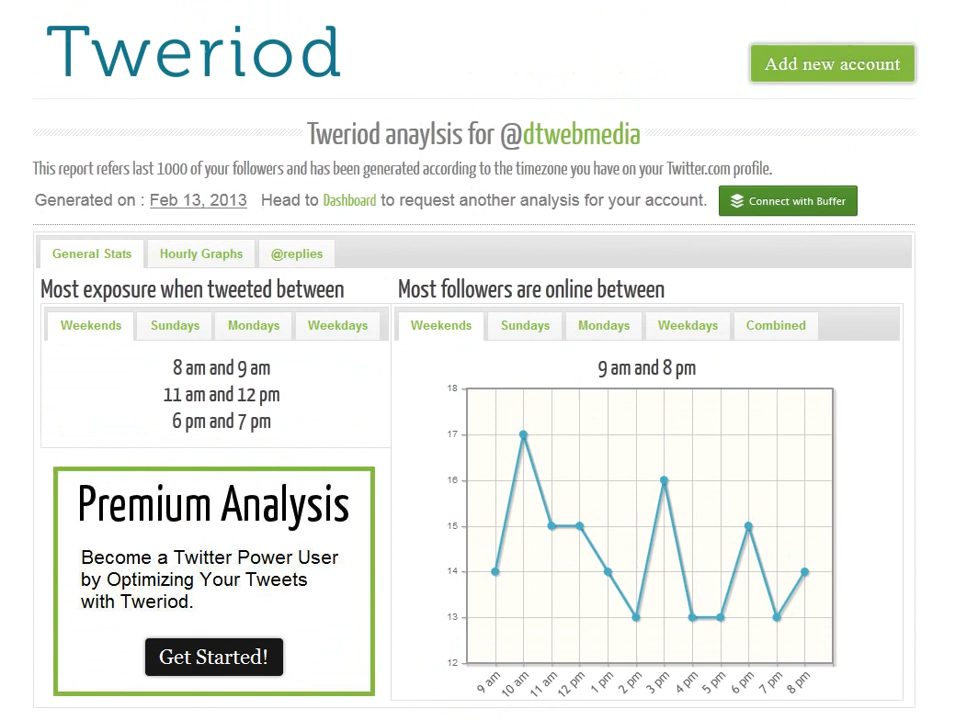 Tweriod
Add new account
Tweriod anaylsis for @dtwebmedia
This report refers last 1000 of your followers and has been generated according to the timezone you have on your Twitter.com profile.
Generated on : Feb 13, 2013 Head to Dashboard to request another analysis for your account. Connect with Buffer
General Stats Hourly Graphs @replies
Most exposure when tweeted between
Weekends Sundays Mondays Weekdays
8 am and 9 am
11 am and 12 pm
6 pm and 7 pm
Premium Analysis
Become a Twitter Power User
by Optimizing Your Tweets
with Tweriod.
Get Started!
Most followers are online between
Weekends Sundays Mondays Weekdays Combined
9 am and 8 pm
18
17
16
15
14
13
12
9 am 10 am 11 am 12 pm 1 pm 2 pm 3 pm 4 pm 5 pm 6 pm 7 pm 8 pm